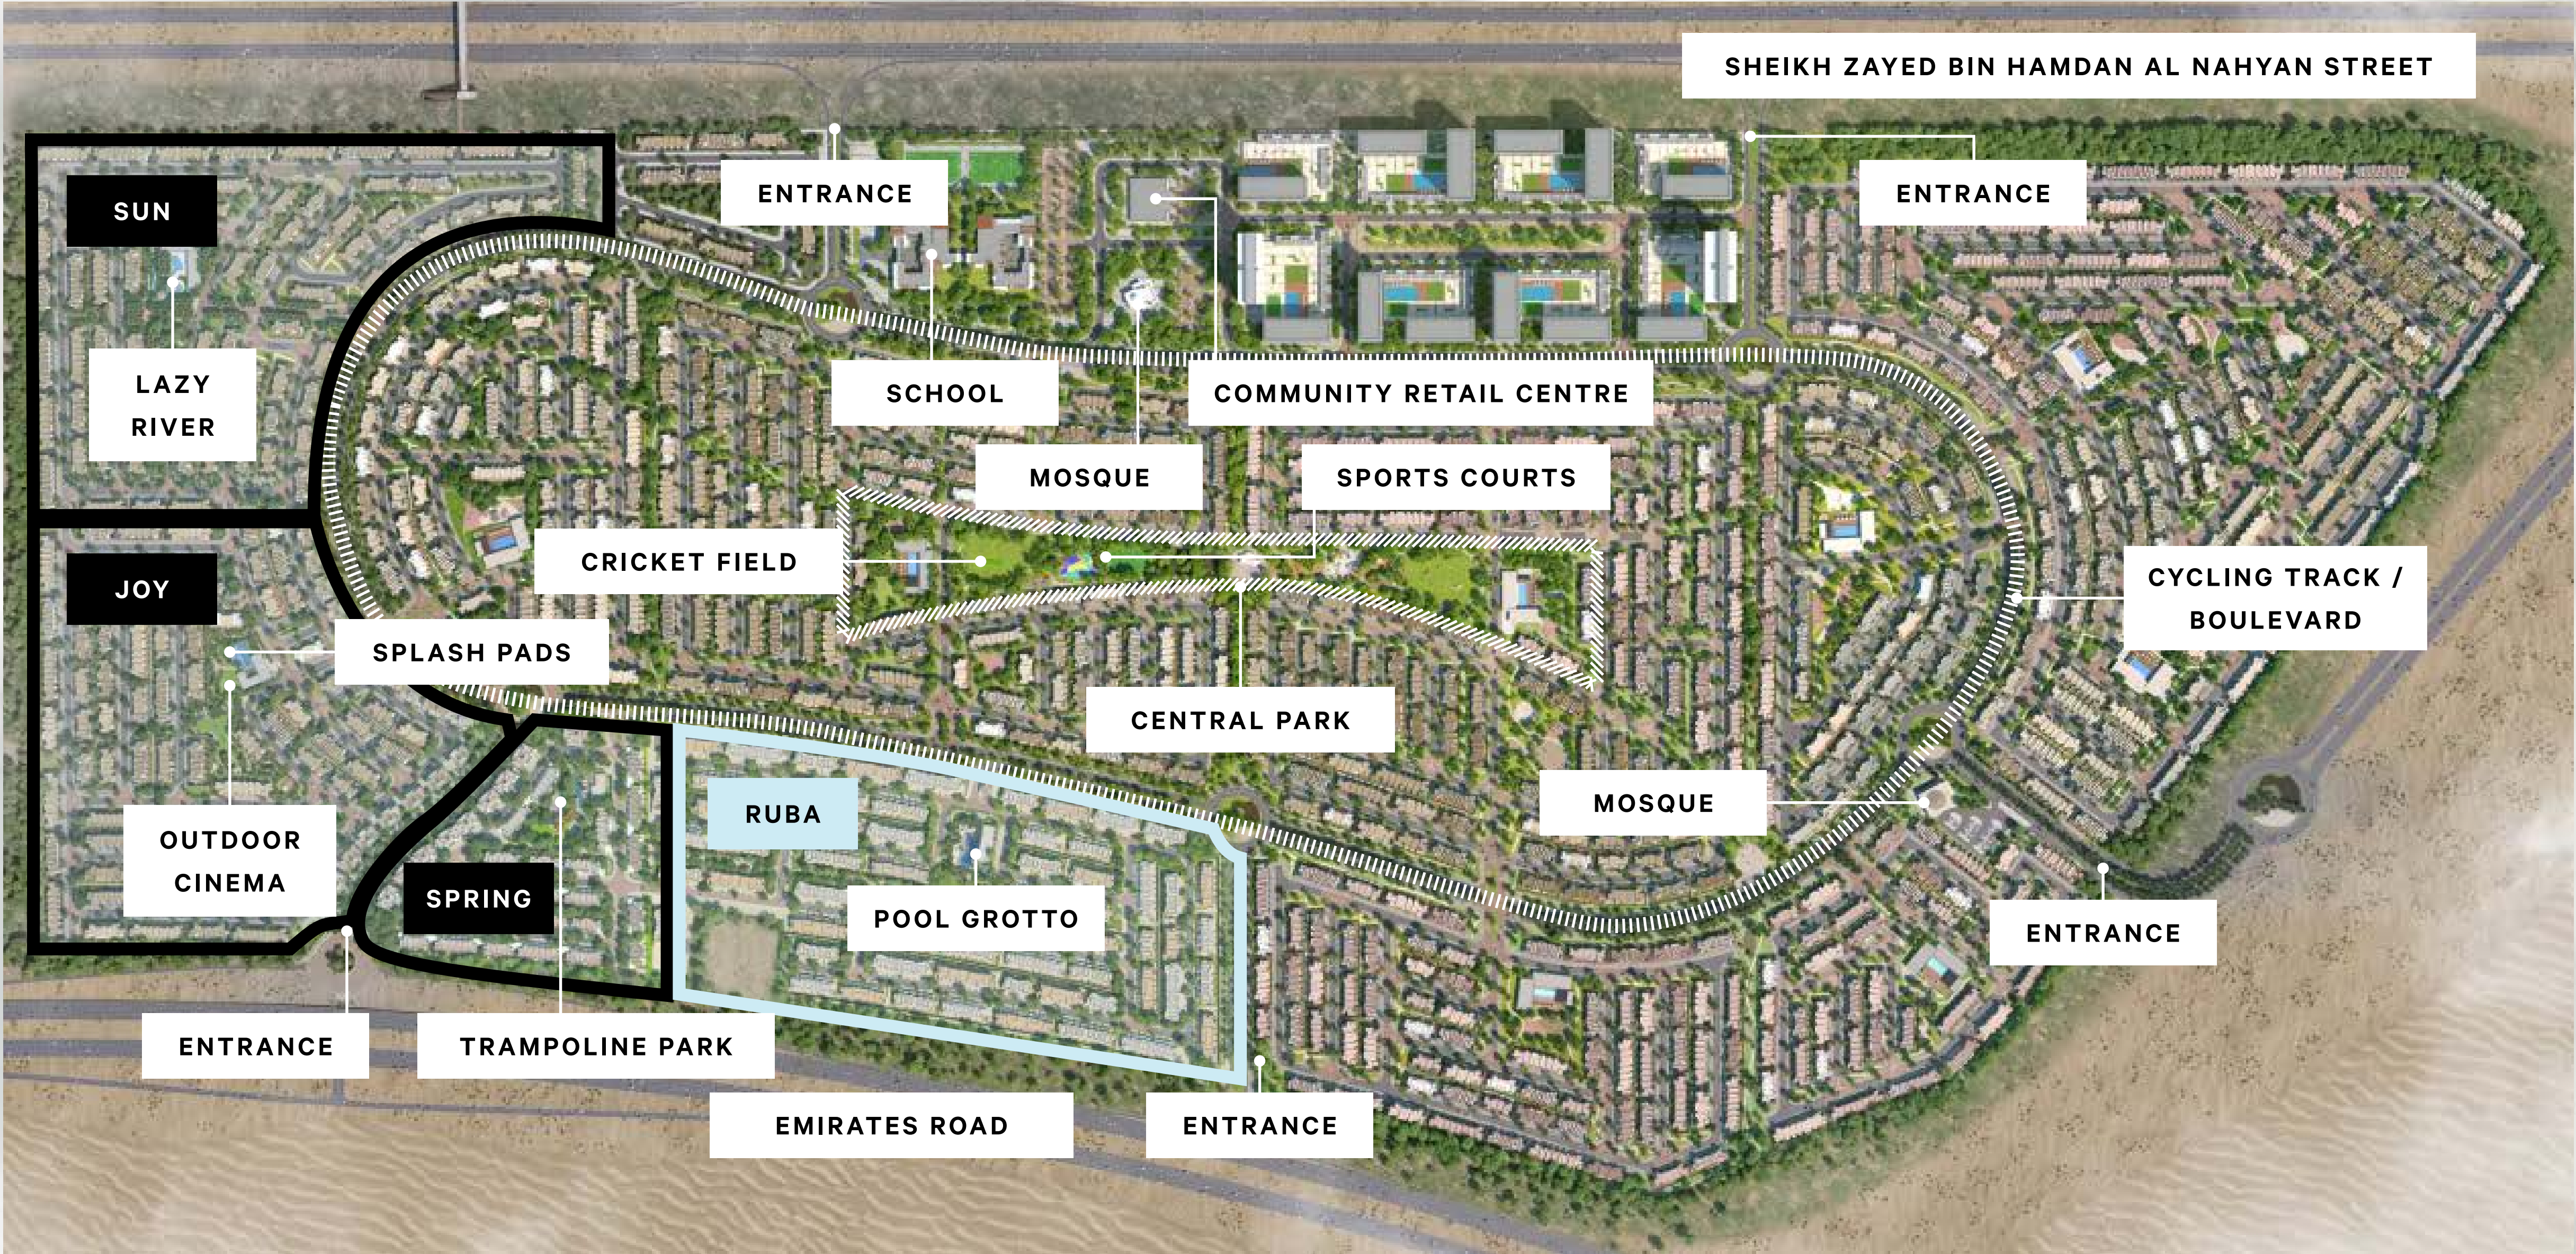 SHEIKH ZAYED BIN HAMDAN AL NAHYAN STREET
ENTRANCE
ENTRANCE
SUN
LAZY
RIVER
SCHOOL
COMMUNITY RETAIL CENTRE
MOSQUE
SPORTS COURTS
CRICKET FIELD
JOY
CYCLING TRACK /
BOULEVARD
SPLASH PADS
CENTRAL PARK
MOSQUE
RUBA
OUTDOOR
CINEMA
SPRING
POOL GROTTO
ENTRANCE
ENTRANCE
TRAMPOLINE PARK
EMIRATES ROAD
ENTRANCE